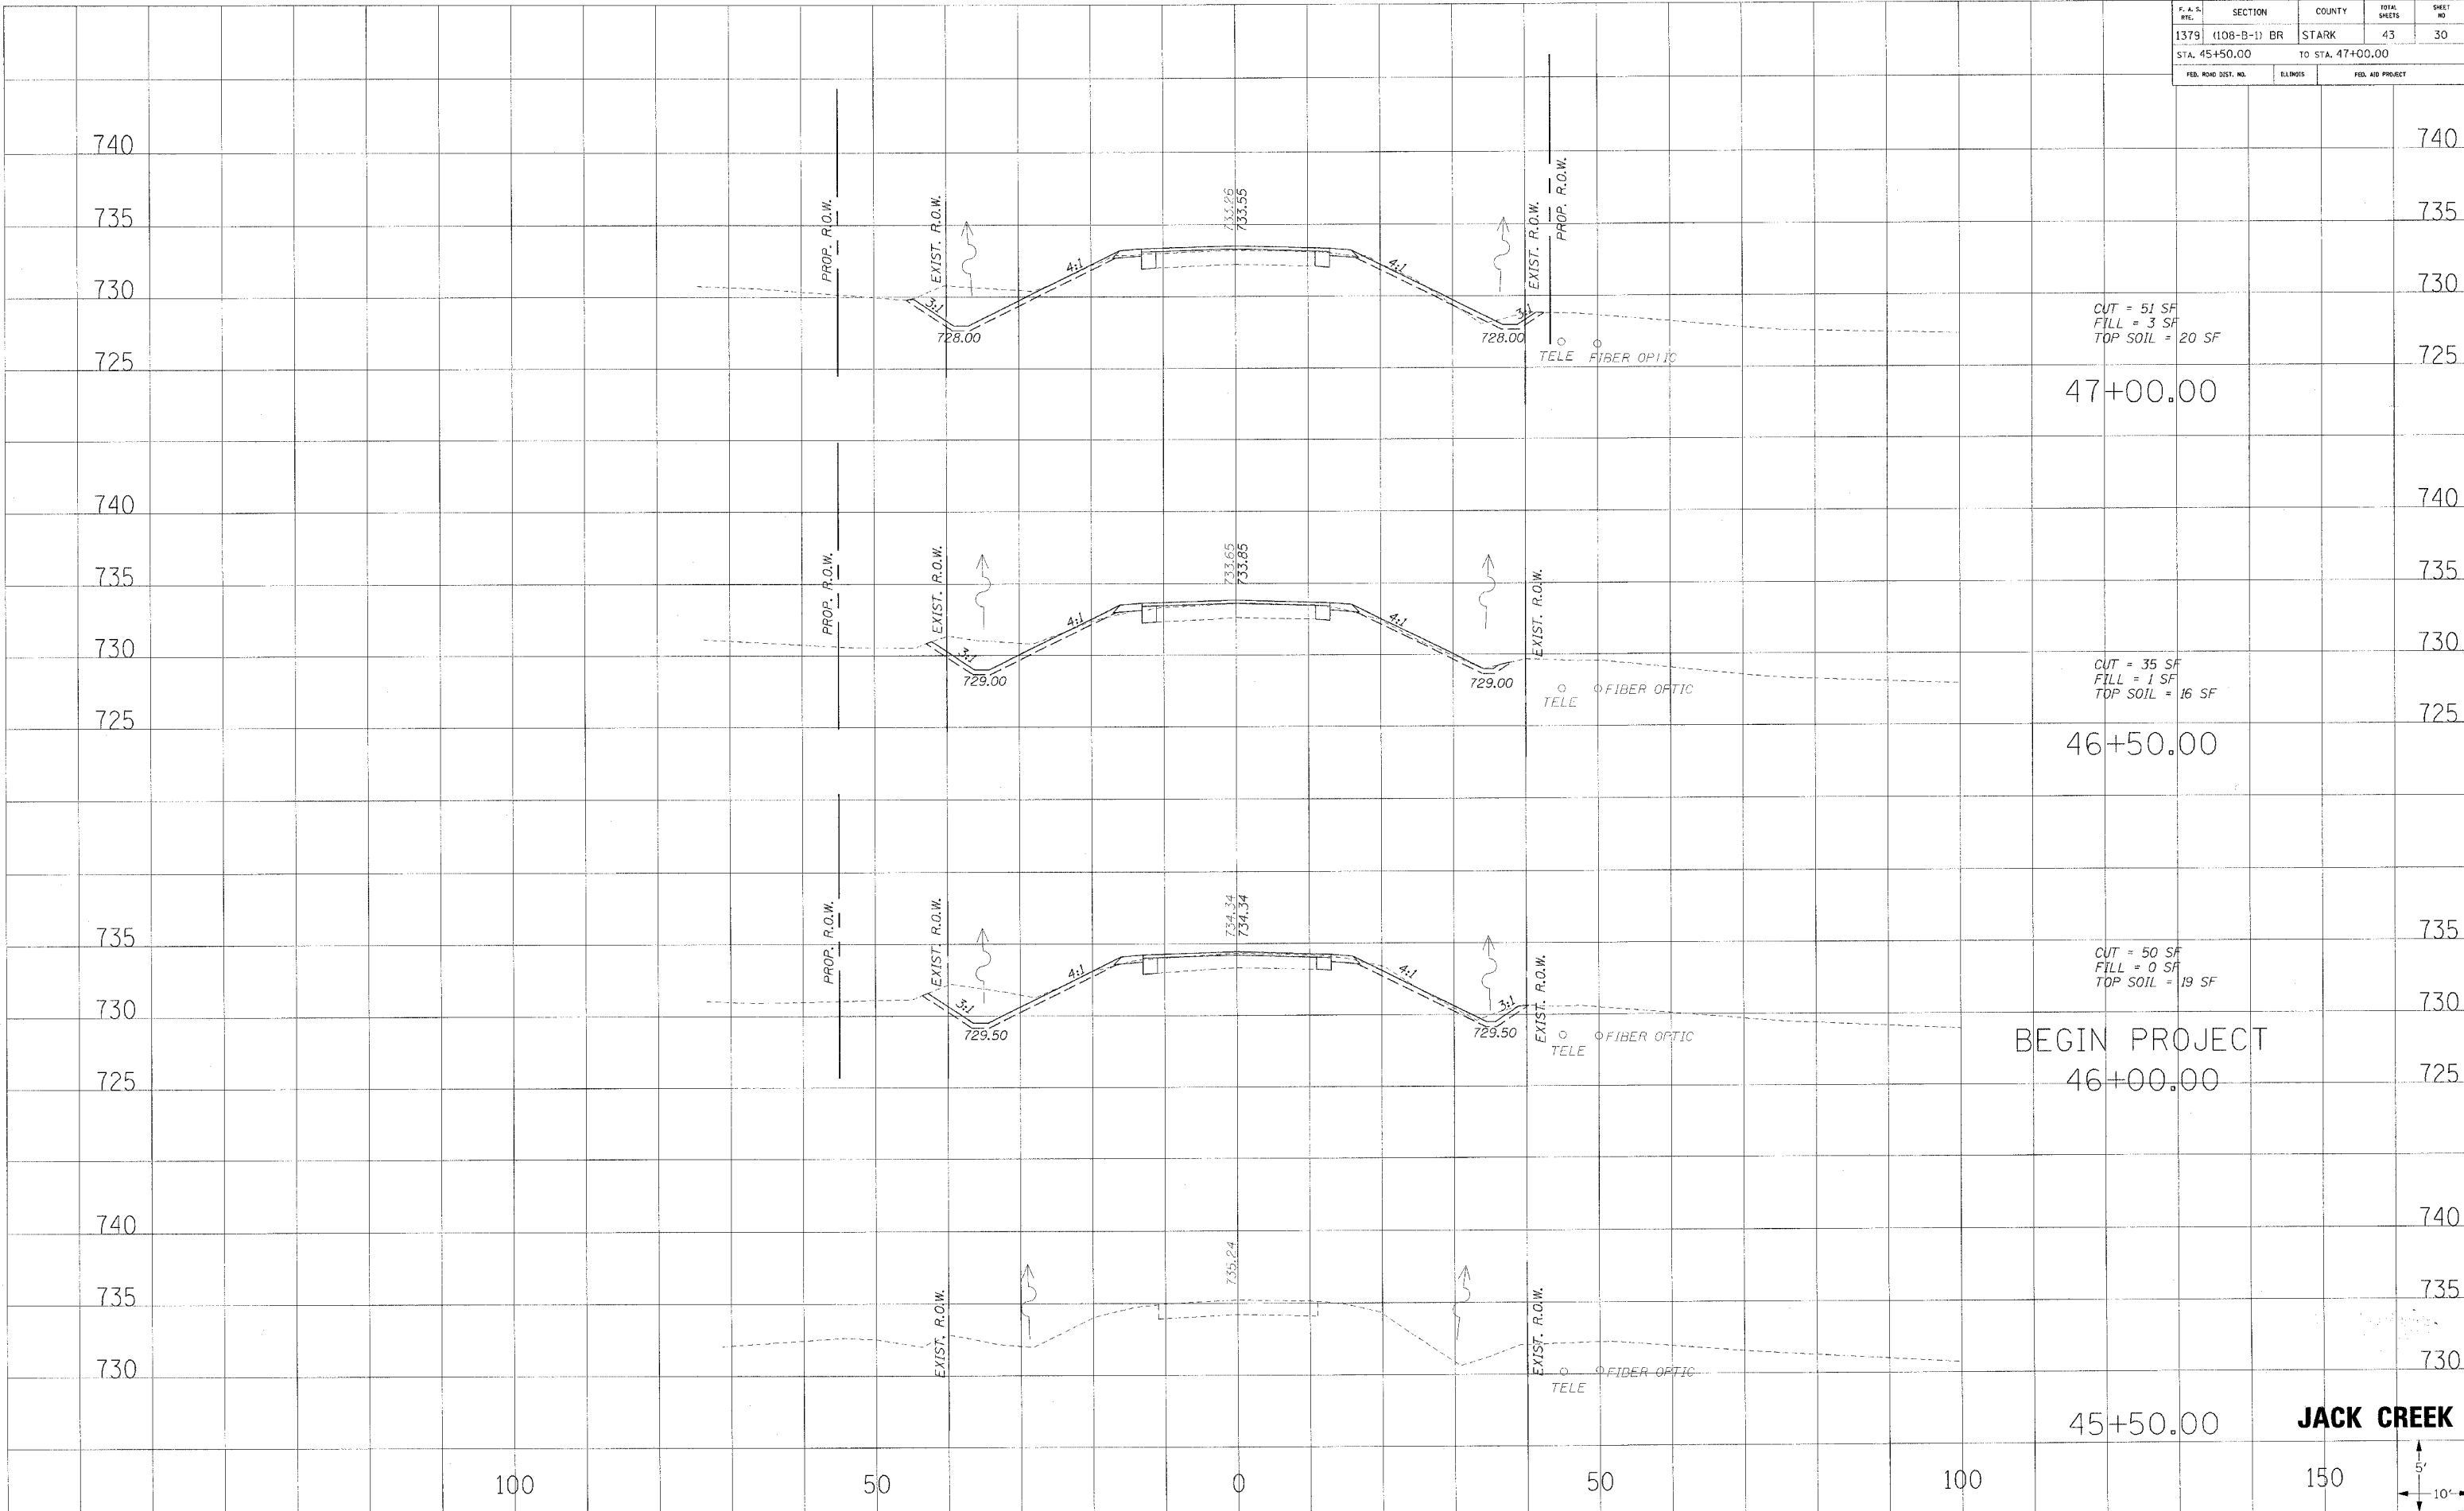 F. A. S. RTE. SECTION COUNTY TOTAL SHEETS SHEET NO
1379 (108-B-1) BR STARK 43 30
STA. 45+50.00 TO STA. 47+00.00
FED. ROAD DIST. NO. ILLINOIS FED. AID PROJECT
740 740
735 PROP. R.O.W. EXIST. R.O.W. 733.26 733.55 EXIST. R.O.W. PROP. R.O.W. 735
4:1 4:1
730 3:1 3:1 730
728.00 728.00
TELE FIBER OPTIC
CUT = 51 SF
FILL = 3 SF
TOP SOIL = 20 SF
725 725
47+00.00
740 740
735 PROP. R.O.W. EXIST. R.O.W. 733.65 733.85 EXIST. R.O.W. 735
4:1 4:1
730 3:1 730
729.00 729.00
TELE FIBER OPTIC
CUT = 35 SF
FILL = 1 SF
TOP SOIL = 16 SF
725 725
46+50.00
735 PROP. R.O.W. EXIST. R.O.W. 734.34 734.34 EXIST. R.O.W. 735
4:1 4:1
CUT = 50 SF
FILL = 0 SF
TOP SOIL = 19 SF
730 3:1 3:1 730
729.50 729.50
TELE FIBER OPTIC
BEGIN PROJECT
46+00.00
725 725
740 740
735 EXIST. R.O.W. 735.24 EXIST. R.O.W. 735
730 730
TELE FIBER OPTIC
45+50.00 JACK CREEK
100 50 0 50 100 150
5'
10'